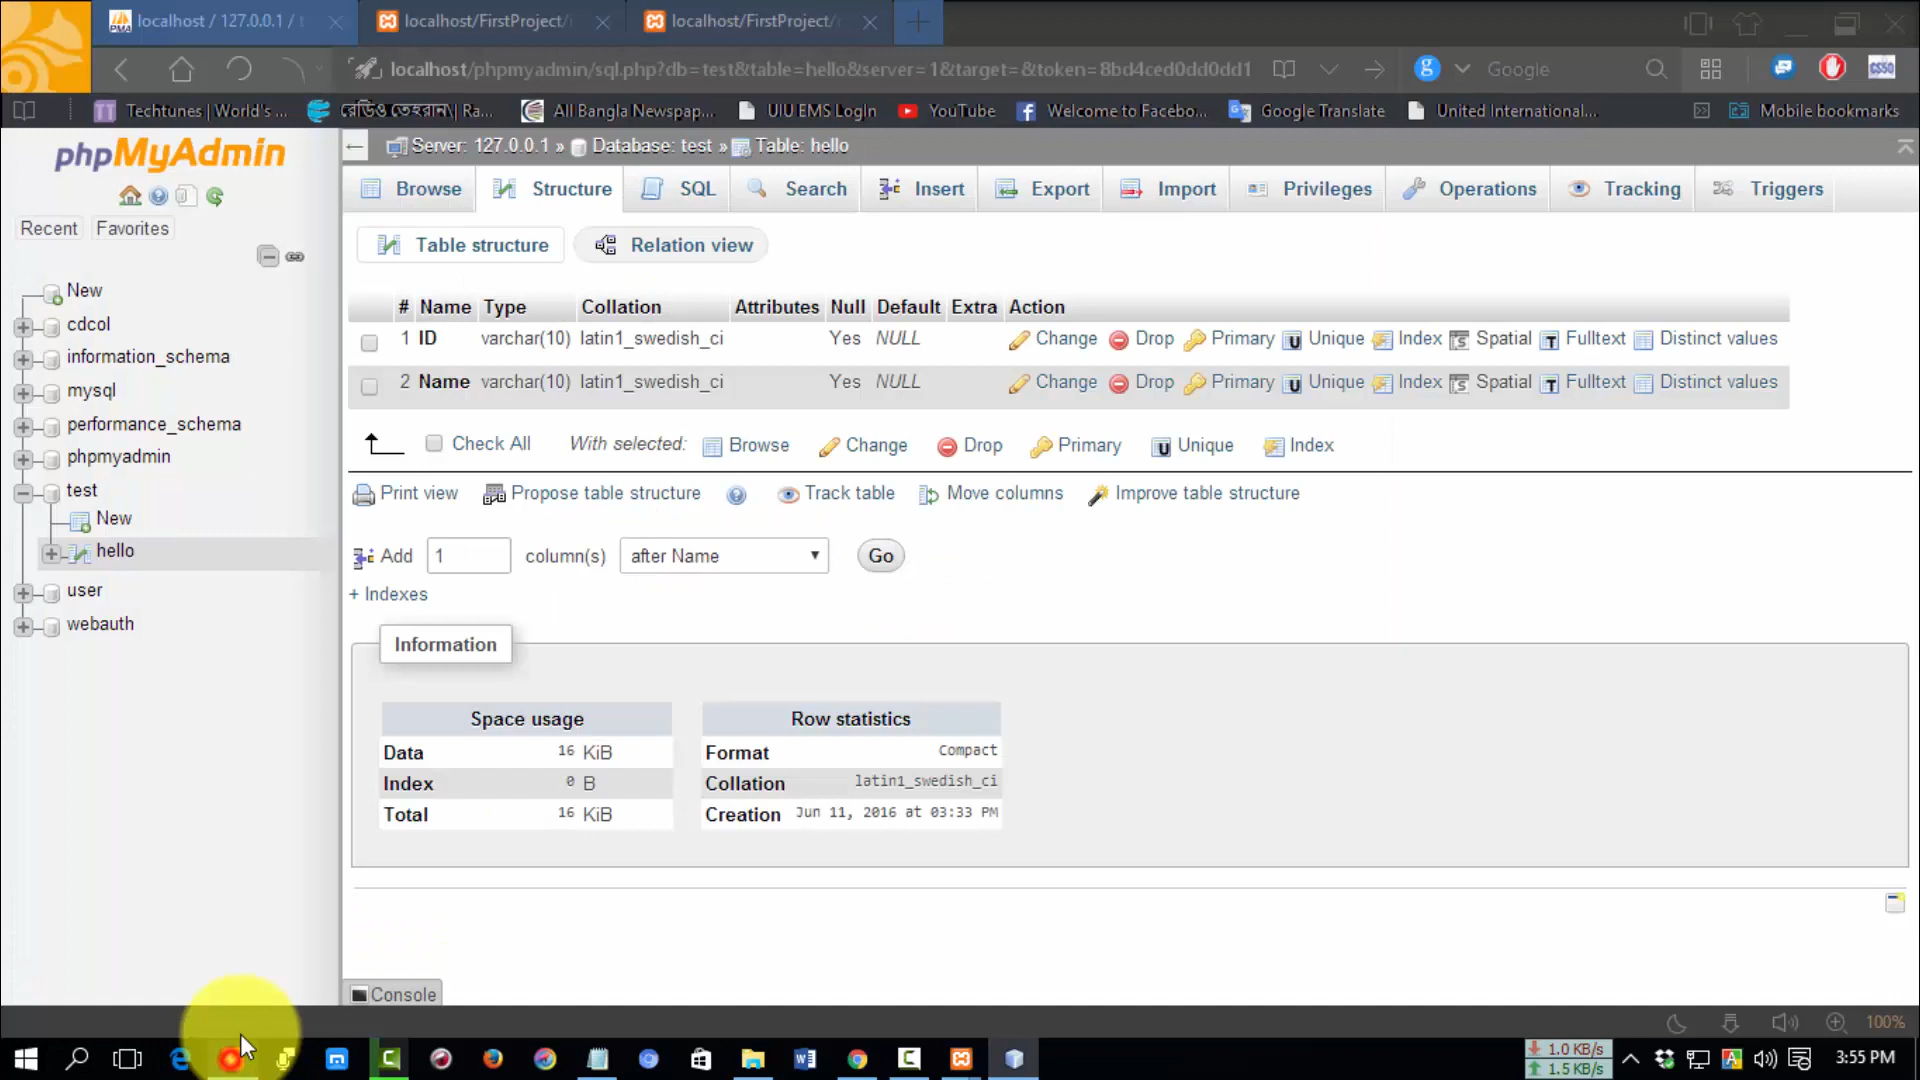 localhost / 127.0.0.1 / t
localhost/FirstProject/i
localhost/FirstProject/
localhost/phpmyadmin/sql.php?db=test&table=hello&server=1&target=&token=8bd4ced0dd0dd1
Google
Techtunes | World's ...
রেডিও তেহরান| Ra...
All Bangla Newspap...
UIU EMS Login
YouTube
Welcome to Facebo...
Google Translate
United International...
Mobile bookmarks
phpMyAdmin
Server: 127.0.0.1 » Database: test » Table: hello
Browse Structure SQL Search Insert Export Import Privileges Operations Tracking Triggers
Recent Favorites
Table structure Relation view
New
cdcol
information_schema
mysql
performance_schema
phpmyadmin
test
New
hello
user
webauth
# Name Type Collation Attributes Null Default Extra Action
1 ID varchar(10) latin1_swedish_ci Yes NULL Change Drop Primary Unique Index Spatial Fulltext Distinct values
2 Name varchar(10) latin1_swedish_ci Yes NULL Change Drop Primary Unique Index Spatial Fulltext Distinct values
Check All With selected: Browse Change Drop Primary Unique Index
Print view Propose table structure Track table Move columns Improve table structure
Add 1 column(s) after Name Go
+ Indexes
Information
Space usage
Data 16 KiB
Index 0 B
Total 16 KiB
Row statistics
Format Compact
Collation latin1_swedish_ci
Creation Jun 11, 2016 at 03:33 PM
Console
100%
1.0 KB/s
1.5 KB/s
3:55 PM